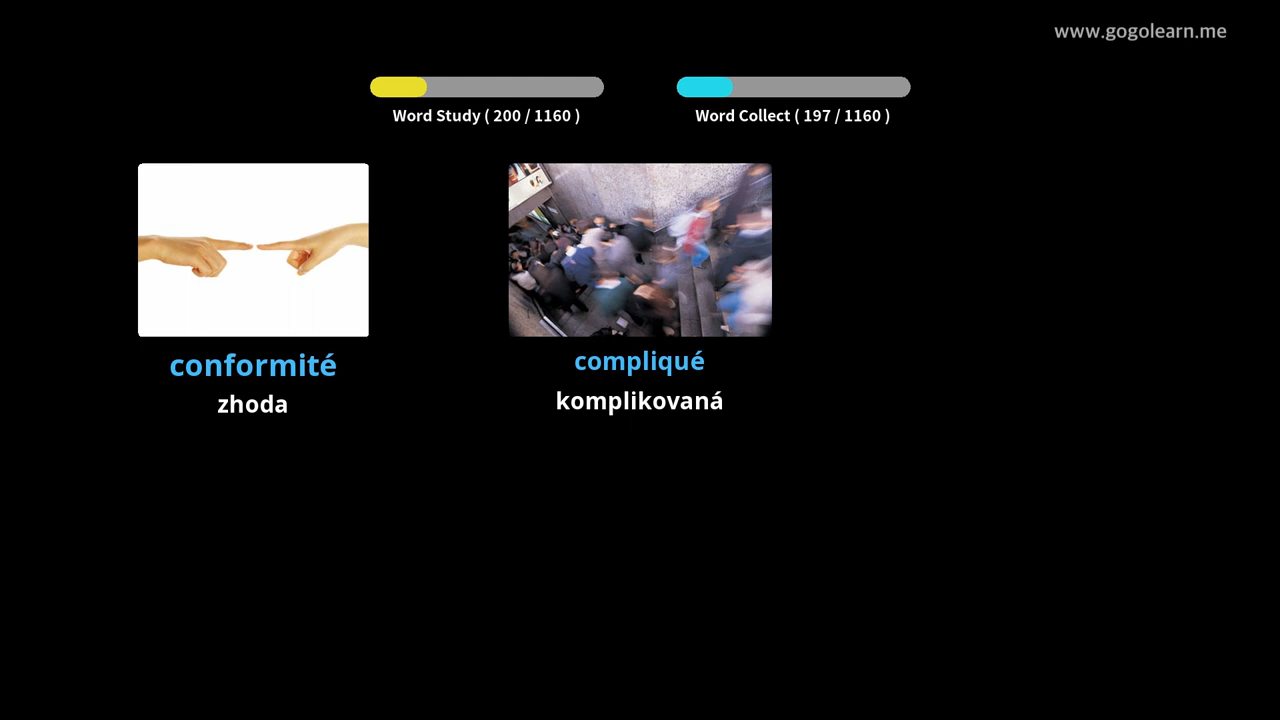 www.gogolearn.me
Word Study ( 200 / 1160 )
Word Collect ( 197 / 1160 )
conformité
zhoda
compliqué
komplikovaná